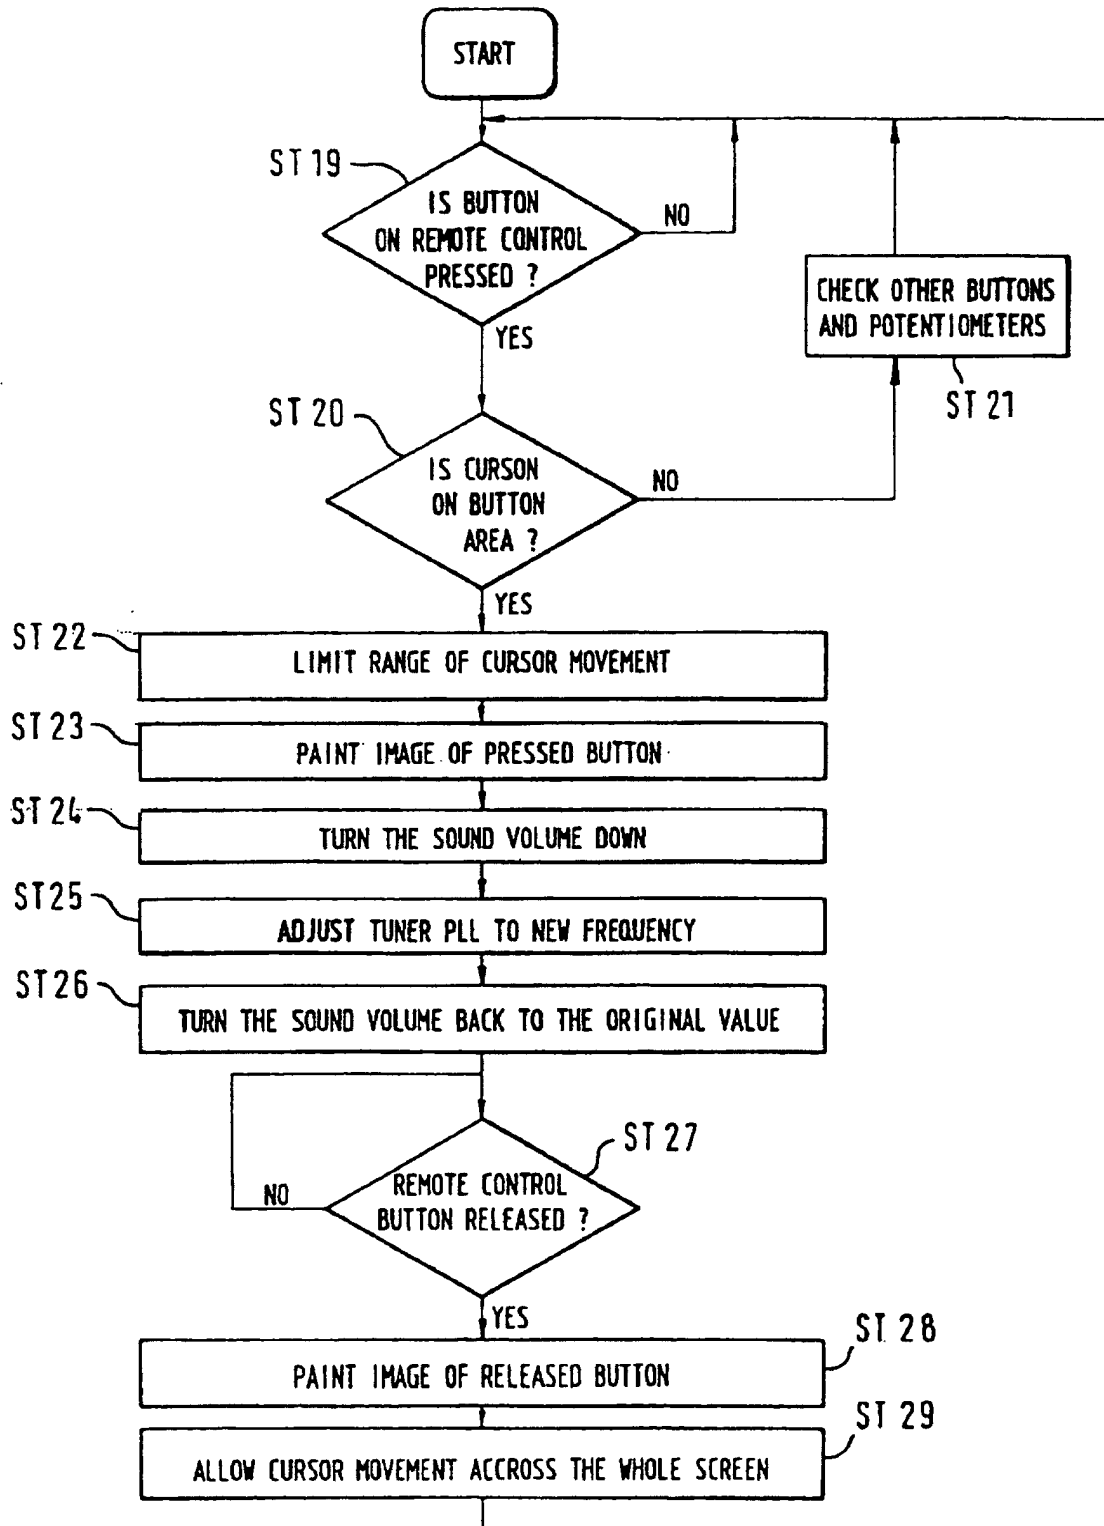 START
ST 19
IS BUTTON
ON REMOTE CONTROL
PRESSED ?
NO
YES
CHECK OTHER BUTTONS
AND POTENTIOMETERS
ST 21
ST 20
IS CURSON
ON BUTTON
AREA ?
NO
YES
ST 22
LIMIT RANGE OF CURSOR MOVEMENT
ST 23
PAINT IMAGE OF PRESSED BUTTON
ST 24
TURN THE SOUND VOLUME DOWN
ST 25
ADJUST TUNER PLL TO NEW FREQUENCY
ST 26
TURN THE SOUND VOLUME BACK TO THE ORIGINAL VALUE
ST 27
REMOTE CONTROL
BUTTON RELEASED ?
NO
YES
ST 28
PAINT IMAGE OF RELEASED BUTTON
ST 29
ALLOW CURSOR MOVEMENT ACCROSS THE WHOLE SCREEN